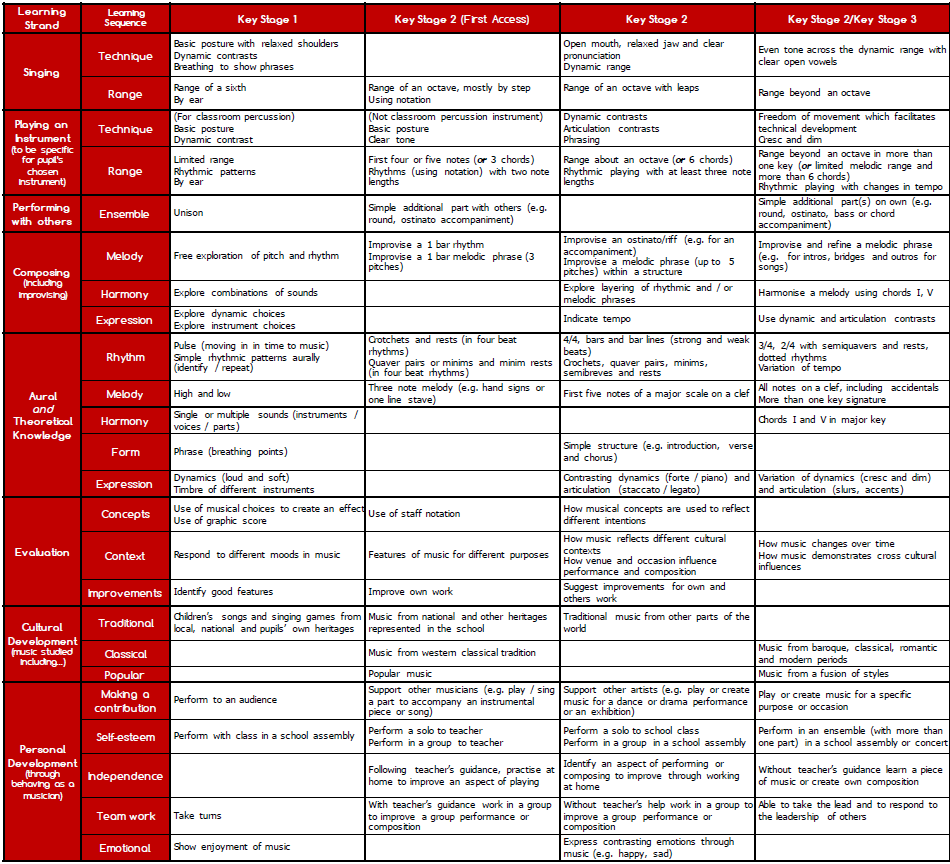 Learning Strand
Learning Sequence
Key Stage 1
Key Stage 2 (First Access)
Key Stage 2
Key Stage 2/Key Stage 3
Singing
Technique
Basic posture with relaxed shoulders
Dynamic contrasts
Breathing to show phrases
Open mouth, relaxed jaw and clear
pronunciation
Dynamic range
Even tone across the dynamic range with
clear open vowels
Range
Range of a sixth
By ear
Range of an octave, mostly by step
Using notation
Range of an octave with leaps
Range beyond an octave
Playing an
Instrument
(to be specific
for pupil's
chosen
instrument)
Technique
(For classroom percussion)
Basic posture
Dynamic contrast
(Not classroom percussion instrument)
Basic posture
Clear tone
Dynamic contrasts
Articulation contrasts
Phrasing
Freedom of movement which facilitates
technical development
Cresc and dim
Range
Limited range
Rhythmic patterns
By ear
First four or five notes (or 3 chords)
Rhythms (using notation) with two note
lengths
Range about an octave (or 6 chords)
Rhythmic playing with at least three note
lengths
Range beyond an octave in more than
one key (or limited melodic range and
more than 6 chords)
Rhythmic playing with changes in tempo
Performing
with others
Ensemble
Unison
Simple additional part with others (e.g.
round, ostinato accompaniment)
Simple additional part(s) on own (e.g.
round, ostinato, bass or chord
accompaniment)
Composing
(including
improvising)
Melody
Free exploration of pitch and rhythm
Improvise a 1 bar rhythm
Improvise a 1 bar melodic phrase (3
pitches)
Improvise an ostinato/riff (e.g. for an
accompaniment)
Improvise a melodic phrase (up to 5
pitches) within a structure
Improvise and refine a melodic phrase
(e.g. for intros, bridges and outros for
songs)
Harmony
Explore combinations of sounds
Explore layering of rhythmic and / or
melodic phrases
Harmonise a melody using chords I, V
Expression
Explore dynamic choices
Explore instrument choices
Indicate tempo
Use dynamic and articulation contrasts
Aural
and
Theoretical
Knowledge
Rhythm
Pulse (moving in in time to music)
Simple rhythmic patterns aurally
(identify / repeat)
Crotchets and rests (in four beat
rhythms)
Quaver pairs or minims and minim rests
(in four beat rhythms)
4/4, bars and bar lines (strong and weak
beats)
Crochets, quaver pairs, minims,
semibreves and rests
3/4, 2/4 with semiquavers and rests,
dotted rhythms
Variation of tempo
Melody
High and low
Three note melody (e.g. hand signs or
one line stave)
First five notes of a major scale on a clef
All notes on a clef, including accidentals
More than one key signature
Harmony
Single or multiple sounds (instruments /
voices / parts)
Chords I and V in major key
Form
Phrase (breathing points)
Simple structure (e.g. introduction, verse
and chorus)
Expression
Dynamics (loud and soft)
Timbre of different instruments
Contrasting dynamics (forte / piano) and
articulation (staccato / legato)
Variation of dynamics (cresc and dim)
and articulation (slurs, accents)
Evaluation
Concepts
Use of musical choices to create an effect
Use of graphic score
Use of staff notation
How musical concepts are used to reflect
different intentions
Context
Respond to different moods in music
Features of music for different purposes
How music reflects different cultural
contexts
How venue and occasion influence
performance and composition
How music changes over time
How music demonstrates cross cultural
influences
Improvements
Identify good features
Improve own work
Suggest improvements for own and
others work
Cultural
Development
(music studied
including...)
Traditional
Children's songs and singing games from
local, national and pupils' own heritages
Music from national and other heritages
represented in the school
Traditional music from other parts of the
world
Classical
Music from western classical tradition
Music from baroque, classical, romantic
and modern periods
Popular
Popular music
Music from a fusion of styles
Personal
Development
(through
behaving as a
musician)
Making a
contribution
Perform to an audience
Support other musicians (e.g. play / sing
a part to accompany an instrumental
piece or song)
Support other artists (e.g. play or create
music for a dance or drama performance
or an exhibition)
Play or create music for a specific
purpose or occasion
Self-esteem
Perform with class in a school assembly
Perform a solo to teacher
Perform in a group to teacher
Perform a solo to school class
Perform in a group in a school assembly
Perform in an ensemble (with more than
one part) in a school assembly or concert
Independence
Following teacher's guidance, practise at
home to improve an aspect of playing
Identify an aspect of performing or
composing to improve through working
at home
Without teacher's guidance learn a piece
of music or create own composition
Team work
Take turns
With teacher's guidance work in a group
to improve a group performance or
composition
Without teacher's help work in a group to
improve a group performance or
composition
Able to take the lead and to respond to
the leadership of others
Emotional
Show enjoyment of music
Express contrasting emotions through
music (e.g. happy, sad)